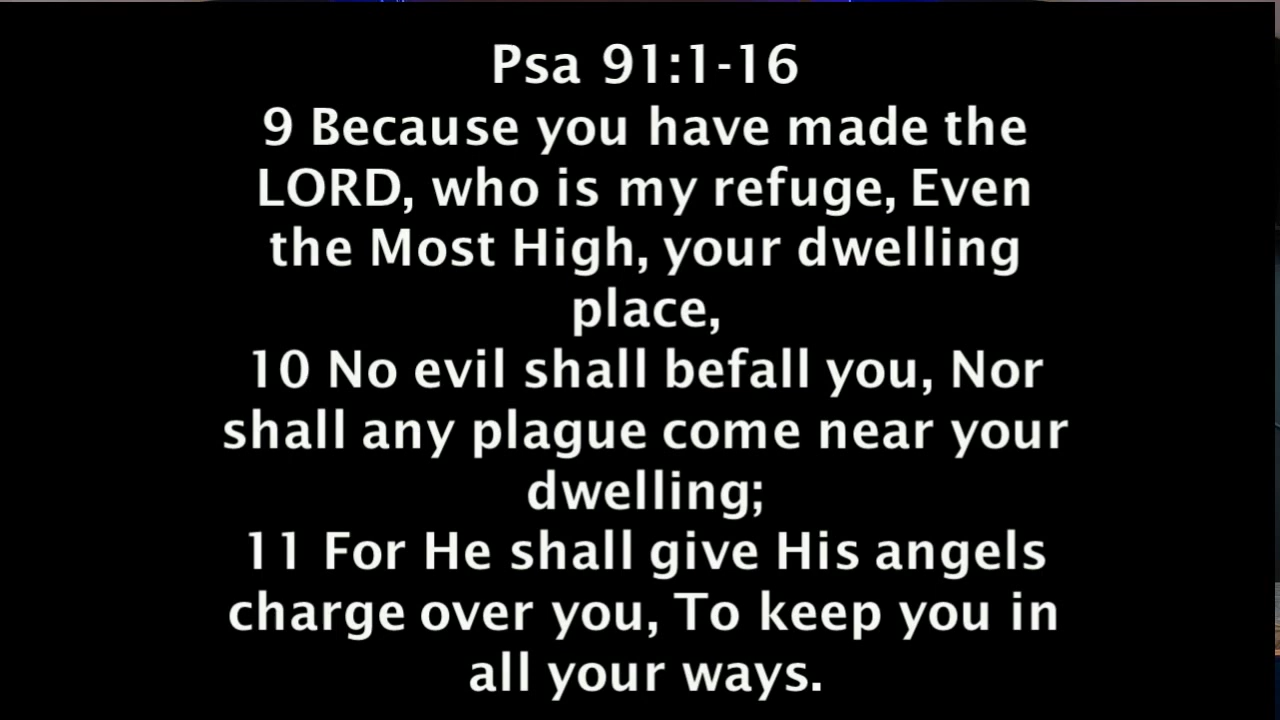 Psa 91:1-16
9 Because you have made the
LORD, who is my refuge, Even
the Most High, your dwelling
place,
10 No evil shall befall you, Nor
shall any plague come near your
dwelling;
11 For He shall give His angels
charge over you, To keep you in
all your ways.